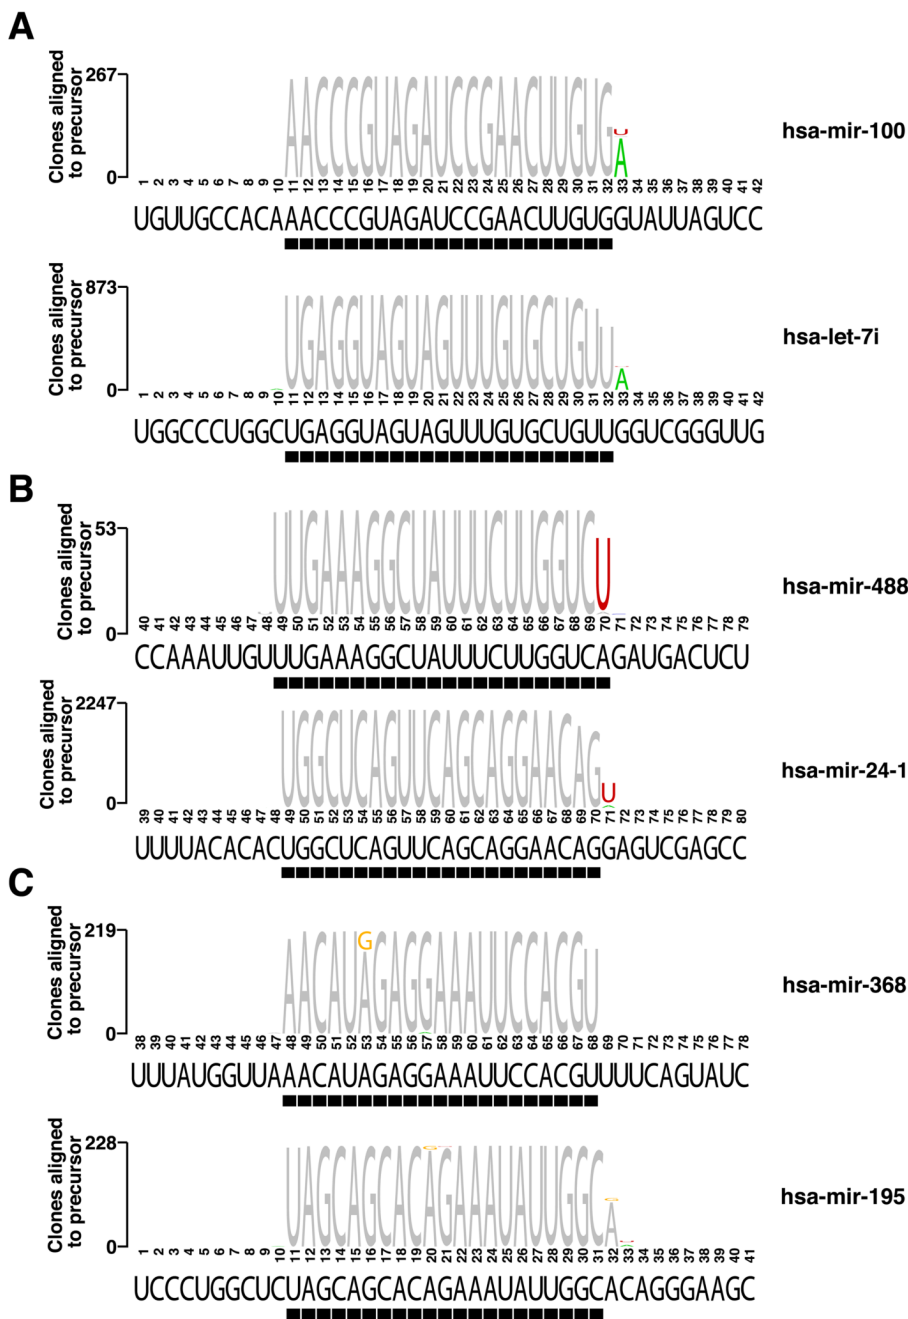 A
Clones aligned
to precursor
267
0
AACCCGUAGAUCCGAACUUGUGA
U
hsa-mir-100
1 2 3 4 5 6 7 8 9 10 11 12 13 14 15 16 17 18 19 20 21 22 23 24 25 26 27 28 29 30 31 32 33 34 35 36 37 38 39 40 41 42
UGUUGCCACAAACCCGUAGAUCCGAACUUGUGGUAUUAGUCC
Clones aligned
to precursor
873
0
UGAGGUAGUAGUUUGUGCUGUUA
hsa-let-7i
1 2 3 4 5 6 7 8 9 10 11 12 13 14 15 16 17 18 19 20 21 22 23 24 25 26 27 28 29 30 31 32 33 34 35 36 37 38 39 40 41 42
UGGCCCUGGCUGAGGUAGUAGUUUGUGCUGUUGGUCGGGUUG
B
Clones aligned
to precursor
53
0
UUGAAAGGCUAUUUCUUGGUCU
hsa-mir-488
40 41 42 43 44 45 46 47 48 49 50 51 52 53 54 55 56 57 58 59 60 61 62 63 64 65 66 67 68 69 70 71 72 73 74 75 76 77 78 79
CCAAAUUGUUUGAAAGGCUAUUUCUUGGUCAGAUGACUCU
Clones aligned
to precursor
2247
0
UGGCUCAGUUCAGCAGGAACAGU
hsa-mir-24-1
39 40 41 42 43 44 45 46 47 48 49 50 51 52 53 54 55 56 57 58 59 60 61 62 63 64 65 66 67 68 69 70 71 72 73 74 75 76 77 78 79 80
UUUUACACACUGGCUCAGUUCAGCAGGAACAGGAGUCGAGCC
C
Clones aligned
to precursor
219
0
G
AACAUAGAGGAAAUUCCACGU
hsa-mir-368
38 39 40 41 42 43 44 45 46 47 48 49 50 51 52 53 54 55 56 57 58 59 60 61 62 63 64 65 66 67 68 69 70 71 72 73 74 75 76 77 78
UUUAUGGUUAAACAUAGAGGAAAUUCCACGUUUUCAGUAUC
Clones aligned
to precursor
228
0
UAGCAGCACAGAAAUAUUGGCA
hsa-mir-195
1 2 3 4 5 6 7 8 9 10 11 12 13 14 15 16 17 18 19 20 21 22 23 24 25 26 27 28 29 30 31 32 33 34 35 36 37 38 39 40 41
UCCCUGGCUCUAGCAGCACAGAAAUAUUGGCACAGGGAAGC